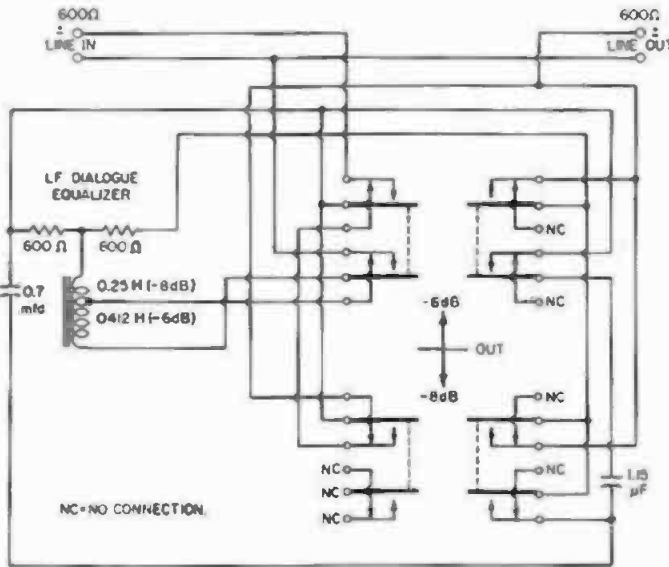 600Ω
±
LINE IN
600Ω
±
LINE OUT
LF DIALOGUE
EQUALIZER
600 Ω
600 Ω
0.7
mfd
0.25 H (-8dB)
0.412 H (-6dB)
NC
NC
-6dB
OUT
-8dB
NC
NC
NC
NC
NC
1.15
µF
NC=NO CONNECTION.